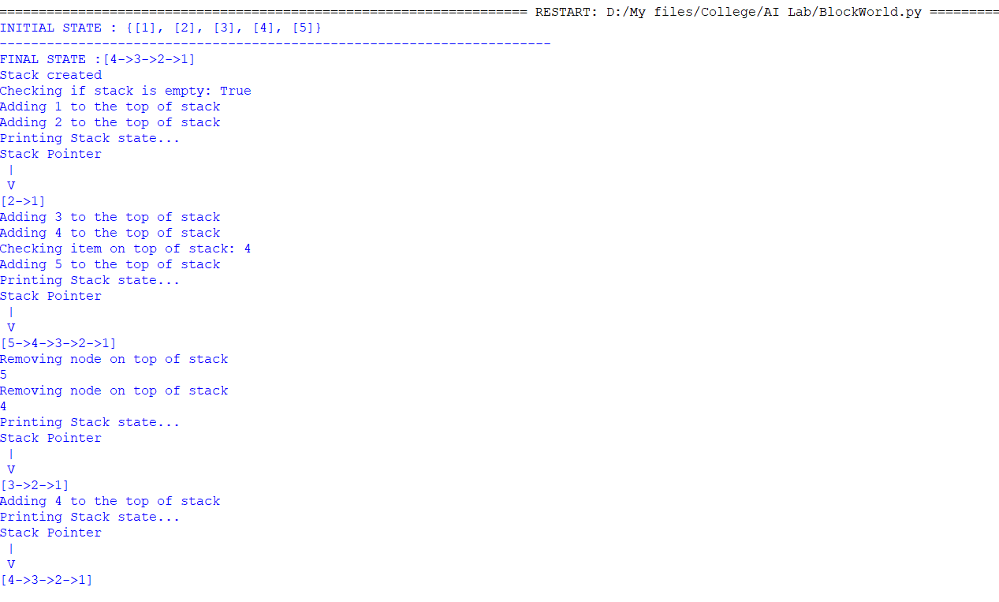 =================================================================== RESTART: D:/My files/College/AI Lab/BlockWorld.py =========
INITIAL STATE : {[1], [2], [3], [4], [5]}
----------------------------------------------------------------------
FINAL STATE :[4->3->2->1]
Stack created
Checking if stack is empty: True
Adding 1 to the top of stack
Adding 2 to the top of stack
Printing Stack state...
Stack Pointer
 |
 V
[2->1]
Adding 3 to the top of stack
Adding 4 to the top of stack
Checking item on top of stack: 4
Adding 5 to the top of stack
Printing Stack state...
Stack Pointer
 |
 V
[5->4->3->2->1]
Removing node on top of stack
5
Removing node on top of stack
4
Printing Stack state...
Stack Pointer
 |
 V
[3->2->1]
Adding 4 to the top of stack
Printing Stack state...
Stack Pointer
 |
 V
[4->3->2->1]